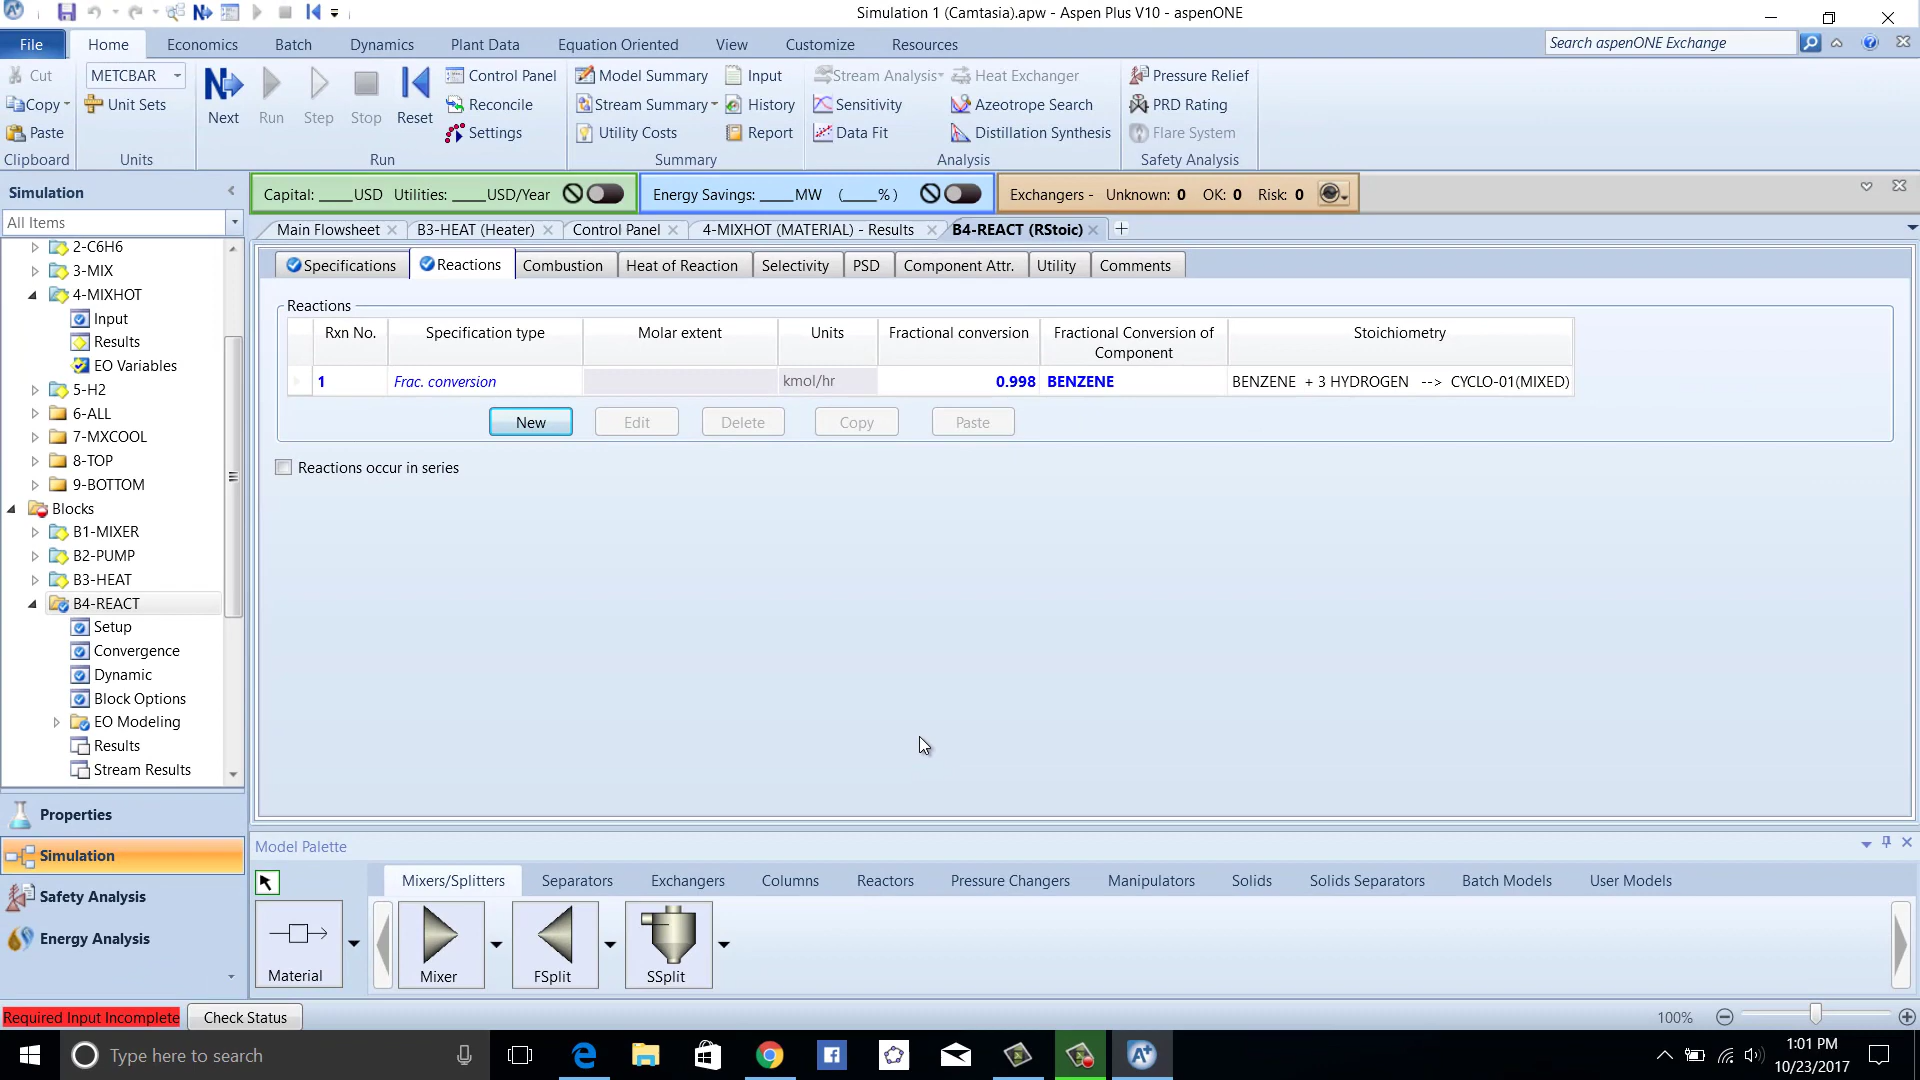 Simulation 1 (Camtasia).apw - Aspen Plus V10 - aspenONE
File Home Economics Batch Dynamics Plant Data Equation Oriented View Customize Resources Search aspenONE Exchange
Cut METCBAR Control Panel Model Summary Input Stream Analysis Heat Exchanger Pressure Relief
Copy Unit Sets Next Run Step Stop Reset Reconcile Stream Summary History Sensitivity Azeotrope Search PRD Rating
Paste Settings Utility Costs Report Data Fit Distillation Synthesis Flare System
Clipboard Units Run Summary Analysis Safety Analysis
Simulation
Capital: ____USD Utilities: ____USD/Year Energy Savings: ____MW (____%) Exchangers - Unknown: 0 OK: 0 Risk: 0
All Items
Main Flowsheet B3-HEAT (Heater) Control Panel 4-MIXHOT (MATERIAL) - Results B4-REACT (RStoic)
Specifications Reactions Combustion Heat of Reaction Selectivity PSD Component Attr. Utility Comments
2-C6H6
3-MIX
4-MIXHOT
Input
Results
EO Variables
5-H2
6-ALL
7-MXCOOL
8-TOP
9-BOTTOM
Blocks
B1-MIXER
B2-PUMP
B3-HEAT
B4-REACT
Setup
Convergence
Dynamic
Block Options
EO Modeling
Results
Stream Results
Reactions
Rxn No. Specification type Molar extent Units Fractional conversion Fractional Conversion of Component Stoichiometry
1 Frac. conversion kmol/hr 0.998 BENZENE BENZENE + 3 HYDROGEN --> CYCLO-01(MIXED)
New Edit Delete Copy Paste
Reactions occur in series
Properties
Simulation
Safety Analysis
Energy Analysis
Model Palette
Mixers/Splitters Separators Exchangers Columns Reactors Pressure Changers Manipulators Solids Solids Separators Batch Models User Models
Material Mixer FSplit SSplit
Required Input Incomplete Check Status 100%
Type here to search
1:01 PM
10/23/2017